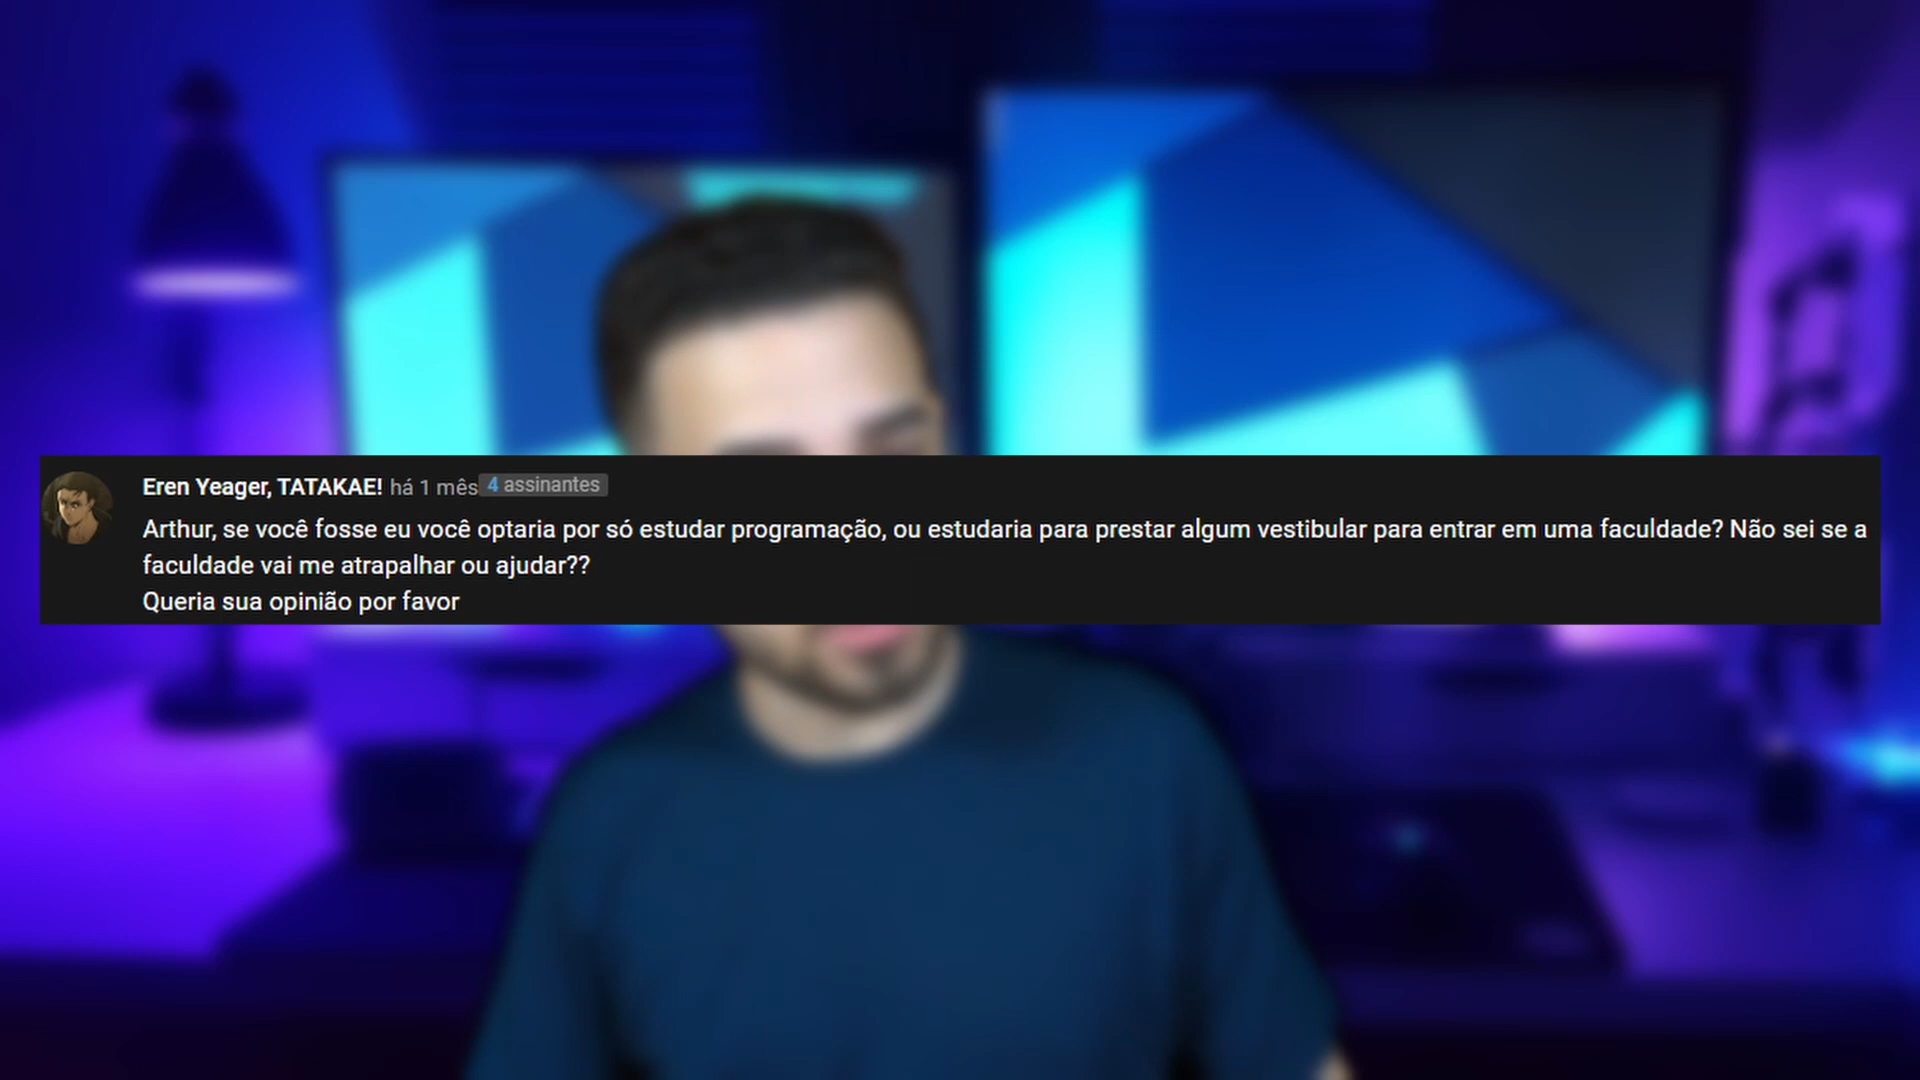 Eren Yeager, TATAKAE! há 1 mês 4 assinantes
Arthur, se você fosse eu você optaria por só estudar programação, ou estudaria para prestar algum vestibular para entrar em uma faculdade? Não sei se a
faculdade vai me atrapalhar ou ajudar??
Queria sua opinião por favor